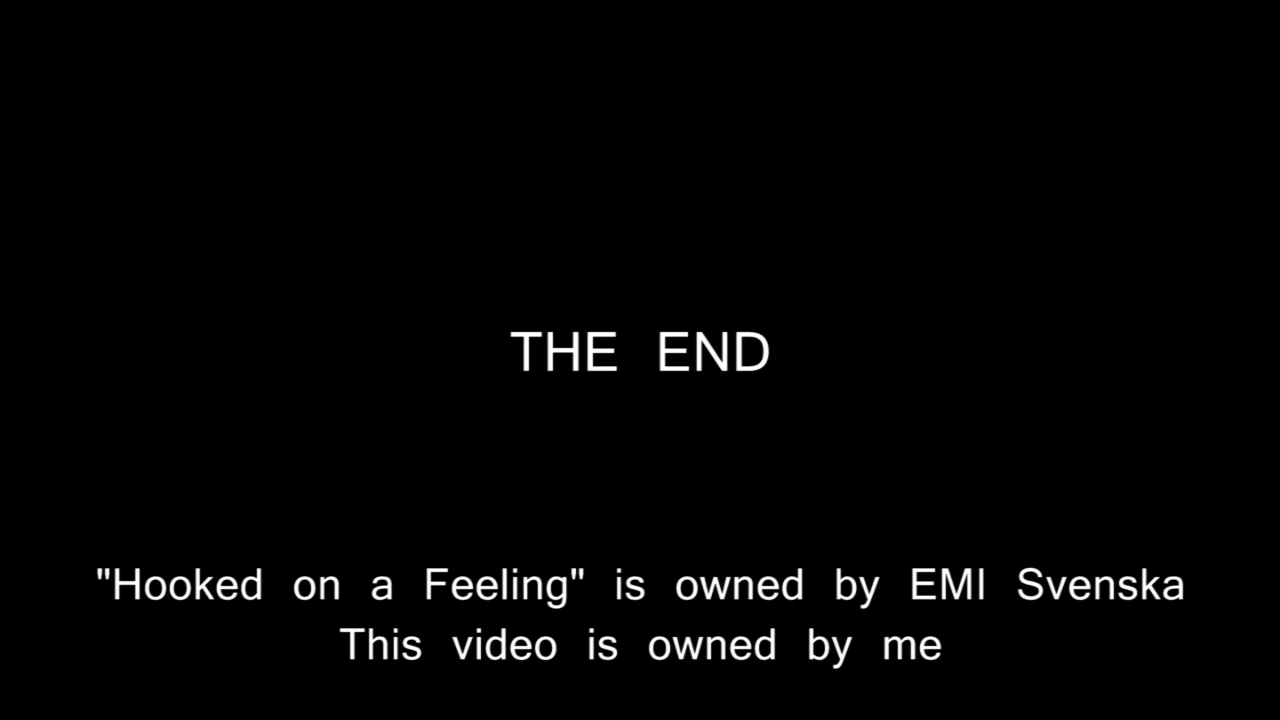 THE END
"Hooked on a Feeling" is owned by EMI Svenska
This video is owned by me